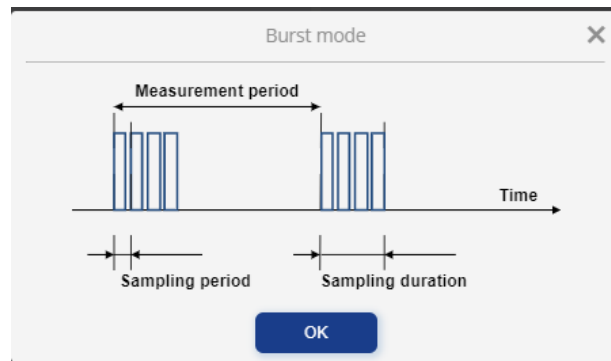 Burst mode
Measurement period
Time
Sampling period
Sampling duration
OK